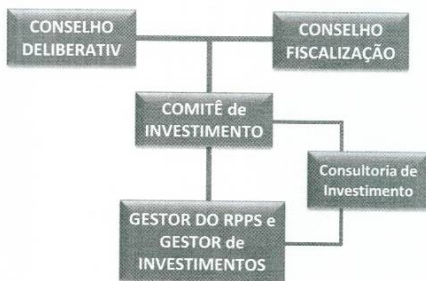 CONSELHO
DELIBERATIV
CONSELHO
FISCALIZAÇÃO
COMITÊ de
INVESTIMENTO
Consultoria de
Investimento
GESTOR DO RPPS e
GESTOR de
INVESTIMENTOS